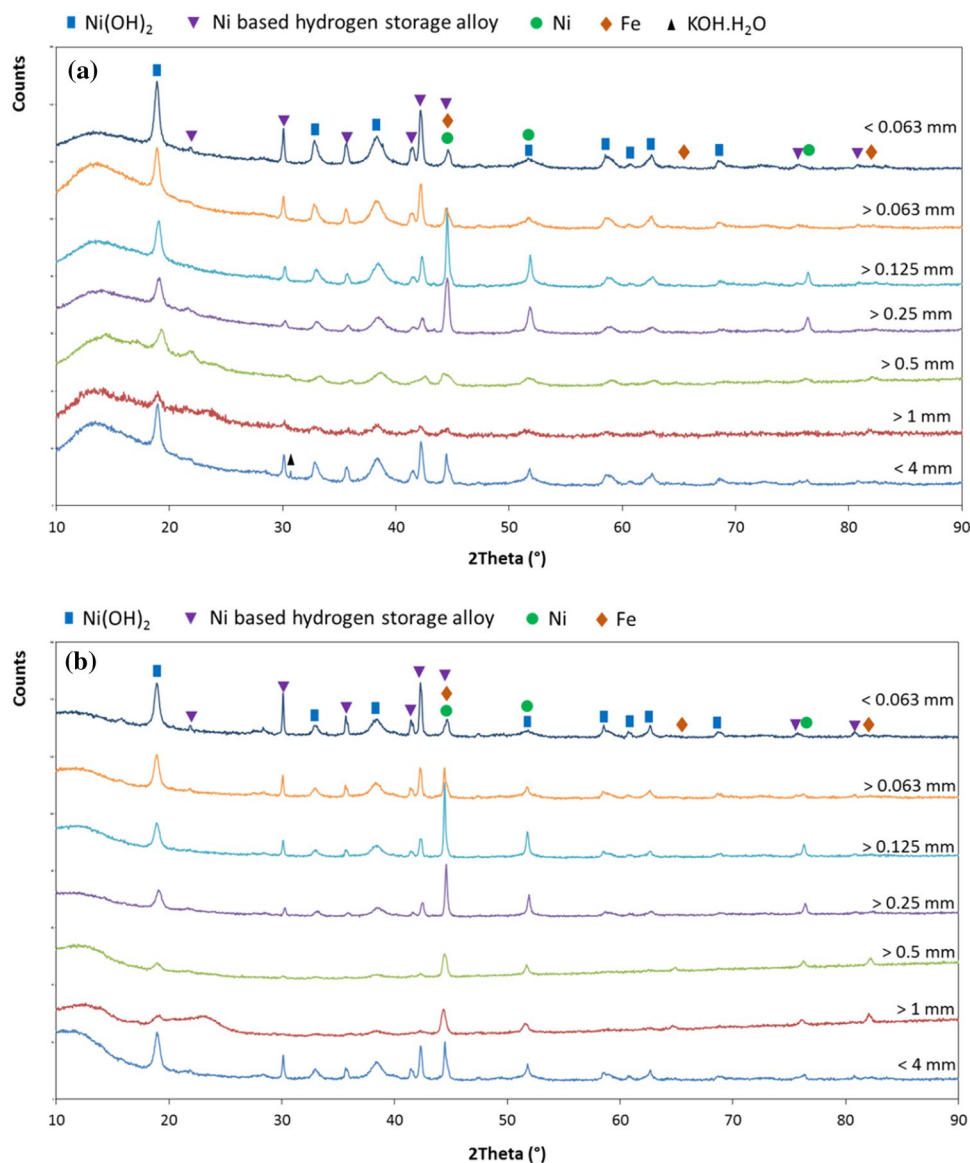 Ni(OH)2 Ni based hydrogen storage alloy Ni Fe KOH.H2O
(a)
Counts
< 0.063 mm
> 0.063 mm
> 0.125 mm
> 0.25 mm
> 0.5 mm
> 1 mm
< 4 mm
10 20 30 40 50 60 70 80 90
2Theta (°)
Ni(OH)2 Ni based hydrogen storage alloy Ni Fe
(b)
Counts
< 0.063 mm
> 0.063 mm
> 0.125 mm
> 0.25 mm
> 0.5 mm
> 1 mm
< 4 mm
10 20 30 40 50 60 70 80 90
2Theta (°)